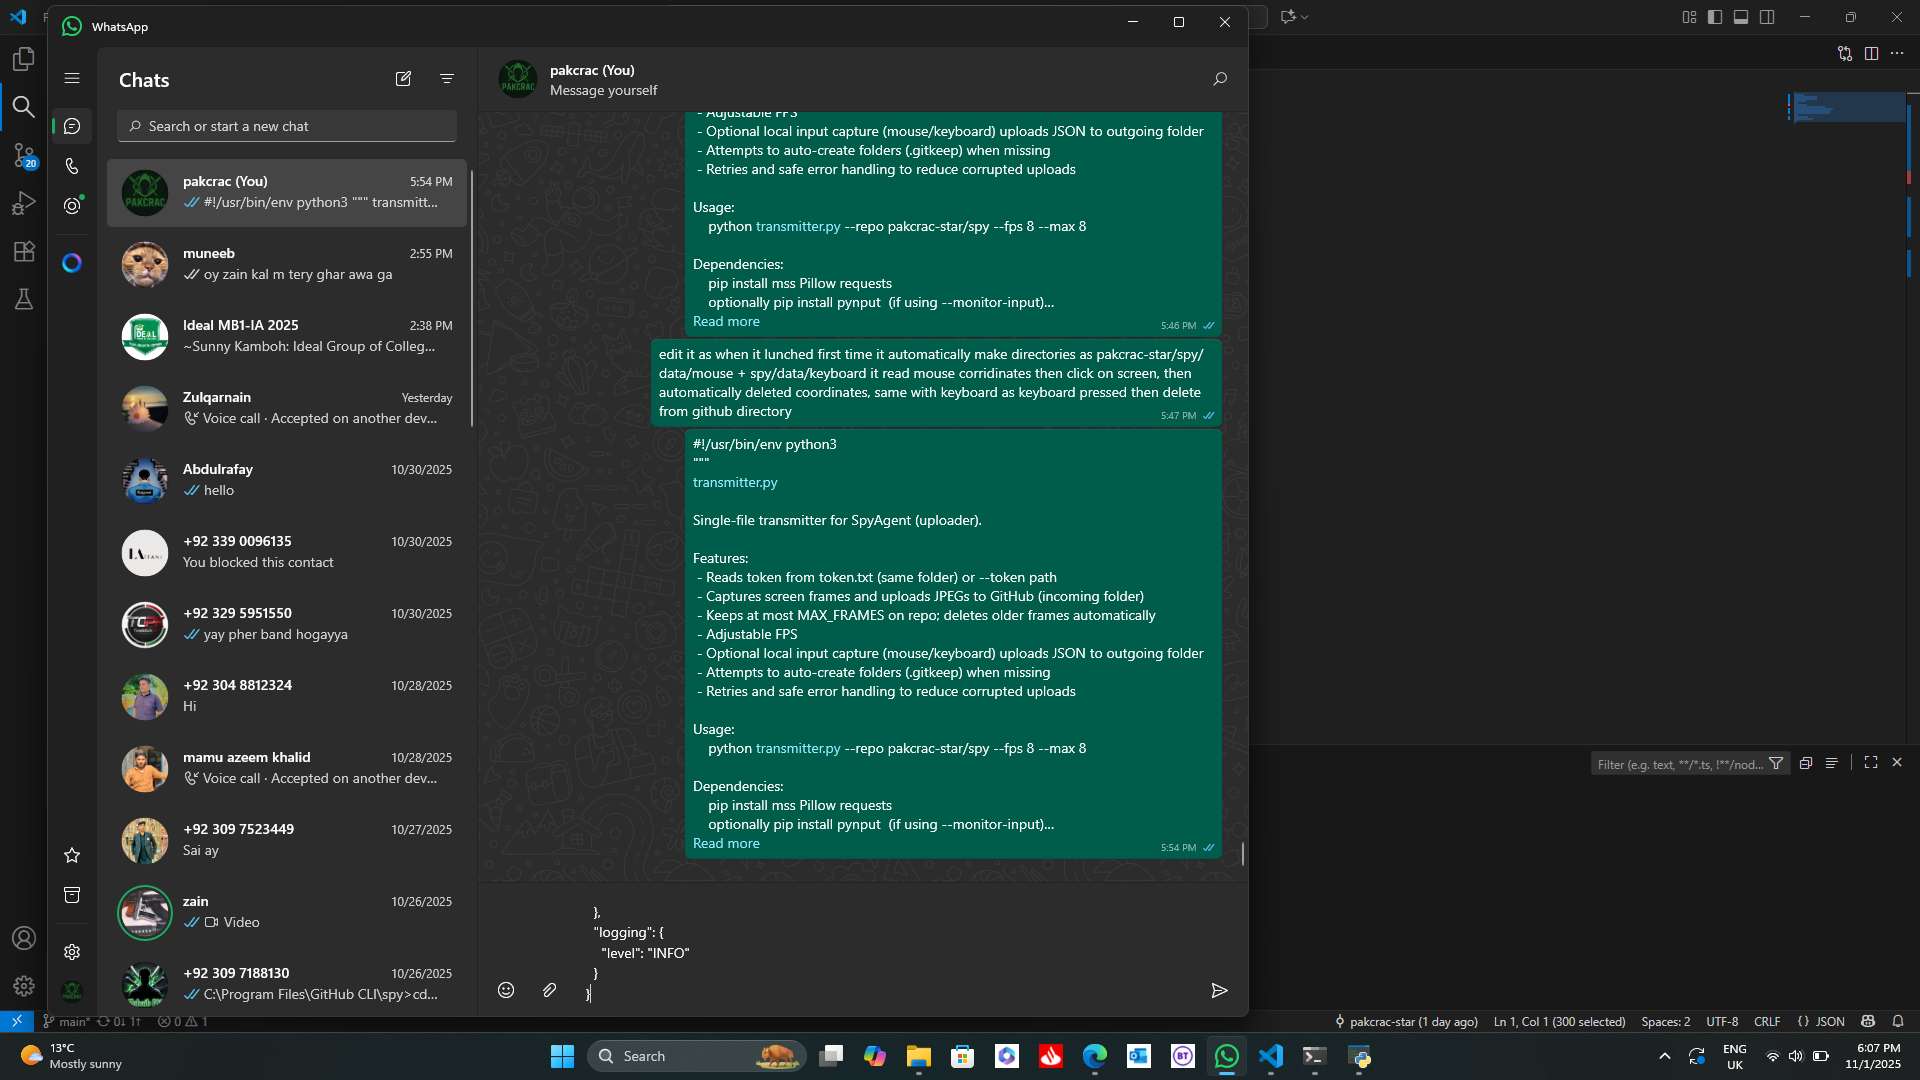 WhatsApp
Chats
Search or start a new chat
pakcrac (You)
5:54 PM
#!/usr/bin/env python3 """ transmitt...
muneeb
2:55 PM
oy zain kal m tery ghar awa ga
Ideal MB1-IA 2025
2:38 PM
~Sunny Kamboh: Ideal Group of Colleg...
Zulqarnain
Yesterday
Voice call · Accepted on another dev...
Abdulrafay
10/30/2025
hello
+92 339 0096135
10/30/2025
You blocked this contact
+92 329 5951550
10/30/2025
yay pher band hogayya
+92 304 8812324
10/28/2025
Hi
mamu azeem khalid
10/28/2025
Voice call · Accepted on another dev...
+92 309 7523449
10/27/2025
Sai ay
zain
10/26/2025
Video
+92 309 7188130
10/26/2025
C:\Program Files\GitHub CLI\spy>cd...
20
PAKCRAC
pakcrac (You)
Message yourself
- Adjustable FPS
- Optional local input capture (mouse/keyboard) uploads JSON to outgoing folder
- Attempts to auto-create folders (.gitkeep) when missing
- Retries and safe error handling to reduce corrupted uploads
Usage:
python transmitter.py --repo pakcrac-star/spy --fps 8 --max 8
Dependencies:
pip install mss Pillow requests
optionally pip install pynput (if using --monitor-input)...
Read more
5:46 PM
edit it as when it lunched first time it automatically make directories as pakcrac-star/spy/
data/mouse + spy/data/keyboard it read mouse corridinates then click on screen, then
automatically deleted coordinates, same with keyboard as keyboard pressed then delete
from github directory
5:47 PM
#!/usr/bin/env python3
"""
transmitter.py
Single-file transmitter for SpyAgent (uploader).
Features:
- Reads token from token.txt (same folder) or --token path
- Captures screen frames and uploads JPEGs to GitHub (incoming folder)
- Keeps at most MAX_FRAMES on repo; deletes older frames automatically
- Adjustable FPS
- Optional local input capture (mouse/keyboard) uploads JSON to outgoing folder
- Attempts to auto-create folders (.gitkeep) when missing
- Retries and safe error handling to reduce corrupted uploads
Usage:
python transmitter.py --repo pakcrac-star/spy --fps 8 --max 8
Dependencies:
pip install mss Pillow requests
optionally pip install pynput (if using --monitor-input)...
Read more
5:54 PM
},
"logging": {
"level": "INFO"
}
}
Filter (e.g. text, **/*.ts, !**/nod...
main* 0↓ 1↑ 0 1
pakcrac-star (1 day ago)
Ln 1, Col 1 (300 selected)
Spaces: 2
UTF-8
CRLF
{ } JSON
13°C
Mostly sunny
Search
BT
ENG
UK
6:07 PM
11/1/2025